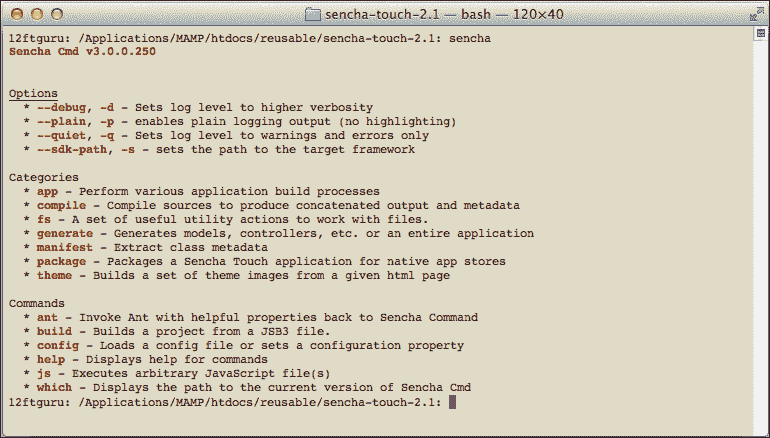 sencha-touch-2.1 — bash — 120×40
12ftguru: /Applications/MAMP/htdocs/reusable/sencha-touch-2.1: sencha
Sencha Cmd v3.0.0.250
Options
* --debug, -d - Sets log level to higher verbosity
* --plain, -p - enables plain logging output (no highlighting)
* --quiet, -q - Sets log level to warnings and errors only
* --sdk-path, -s - sets the path to the target framework
Categories
* app - Perform various application build processes
* compile - Compile sources to produce concatenated output and metadata
* fs - A set of useful utility actions to work with files.
* generate - Generates models, controllers, etc. or an entire application
* manifest - Extract class metadata
* package - Packages a Sencha Touch application for native app stores
* theme - Builds a set of theme images from a given html page
Commands
* ant - Invoke Ant with helpful properties back to Sencha Command
* build - Builds a project from a JSB3 file.
* config - Loads a config file or sets a configuration property
* help - Displays help for commands
* js - Executes arbitrary JavaScript file(s)
* which - Displays the path to the current version of Sencha Cmd
12ftguru: /Applications/MAMP/htdocs/reusable/sencha-touch-2.1: